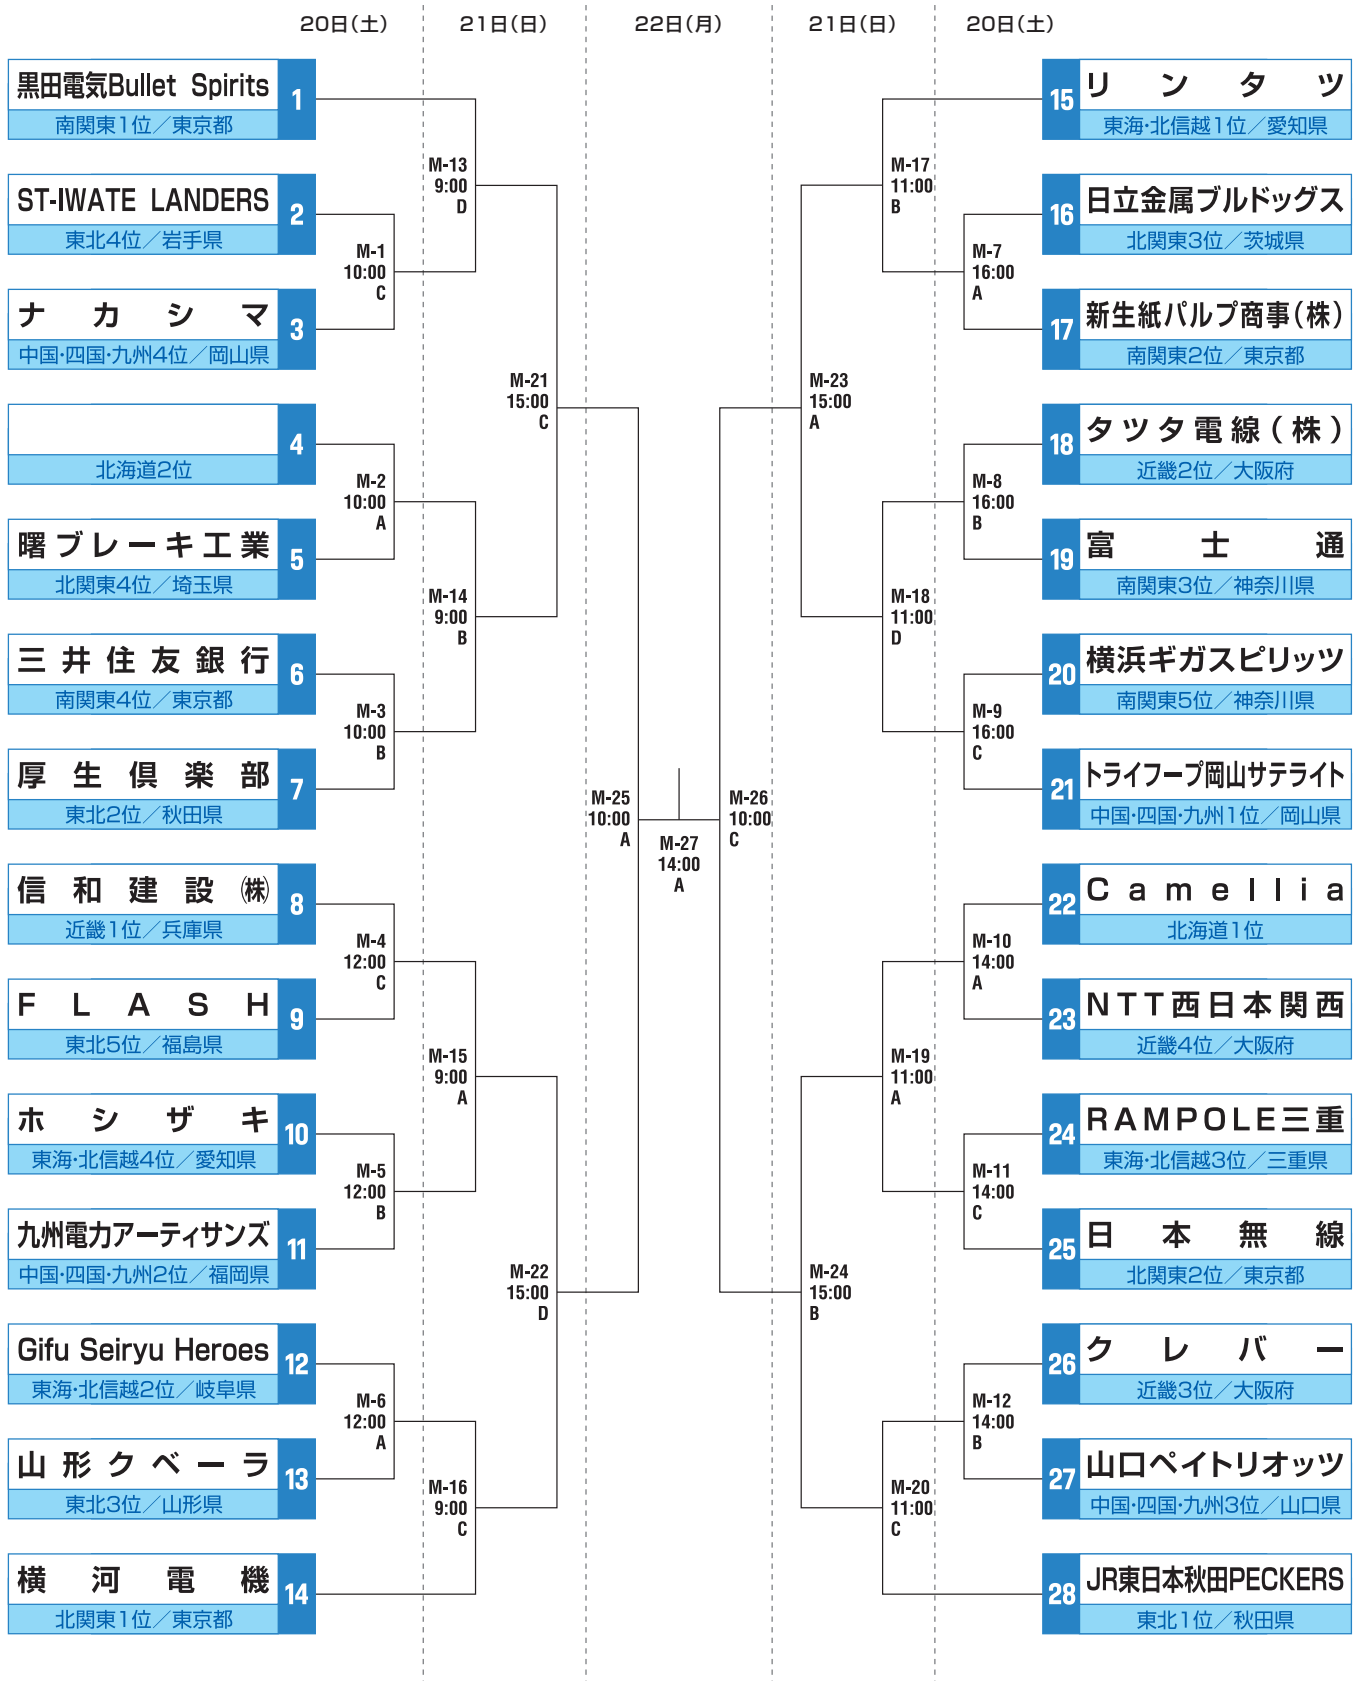 20日(土)
21日(日)
22日(月)
21日(日)
20日(土)
黒田電気Bullet Spirits
1
南関東1位／東京都
ST-IWATE LANDERS
2
東北4位／岩手県
ナカシマ
3
中国・四国・九州4位／岡山県
4
北海道2位
曙ブレーキ工業
5
北関東4位／埼玉県
三井住友銀行
6
南関東4位／東京都
厚生倶楽部
7
東北2位／秋田県
信和建設㈱
8
近畿1位／兵庫県
FLASH
9
東北5位／福島県
ホシザキ
10
東海・北信越4位／愛知県
九州電力アーティサンズ
11
中国・四国・九州2位／福岡県
Gifu Seiryu Heroes
12
東海・北信越2位／岐阜県
山形クベーラ
13
東北3位／山形県
横河電機
14
北関東1位／東京都
M-1
10:00
C
M-2
10:00
A
M-3
10:00
B
M-4
12:00
C
M-5
12:00
B
M-6
12:00
A
M-13
9:00
D
M-14
9:00
B
M-15
9:00
A
M-16
9:00
C
M-21
15:00
C
M-22
15:00
D
M-25
10:00
A
M-27
14:00
A
M-26
10:00
C
M-23
15:00
A
M-24
15:00
B
M-17
11:00
B
M-18
11:00
D
M-19
11:00
A
M-20
11:00
C
M-7
16:00
A
M-8
16:00
B
M-9
16:00
C
M-10
14:00
A
M-11
14:00
C
M-12
14:00
B
15
リンタツ
東海・北信越1位／愛知県
16
日立金属ブルドッグス
北関東3位／茨城県
17
新生紙パルプ商事(株)
南関東2位／東京都
18
タツタ電線(株)
近畿2位／大阪府
19
富士通
南関東3位／神奈川県
20
横浜ギガスピリッツ
南関東5位／神奈川県
21
トライフープ岡山サテライト
中国・四国・九州1位／岡山県
22
Camellia
北海道1位
23
NTT西日本関西
近畿4位／大阪府
24
RAMPOLE三重
東海・北信越3位／三重県
25
日本無線
北関東2位／東京都
26
クレバー
近畿3位／大阪府
27
山口ペイトリオッツ
中国・四国・九州3位／山口県
28
JR東日本秋田PECKERS
東北1位／秋田県